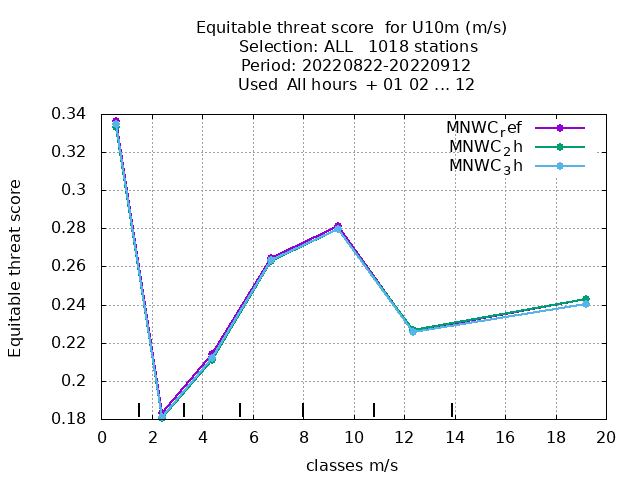 Equitable threat score  for U10m (m/s)
Selection: ALL   1018 stations
Period: 20220822-20220912
Used  All hours  + 01 02 ... 12
0.34
0.32
0.3
0.28
0.26
0.24
0.22
0.2
0.18
Equitable threat score
MNWC_ref
MNWC_2h
MNWC_3h
0 2 4 6 8 10 12 14 16 18 20
classes m/s